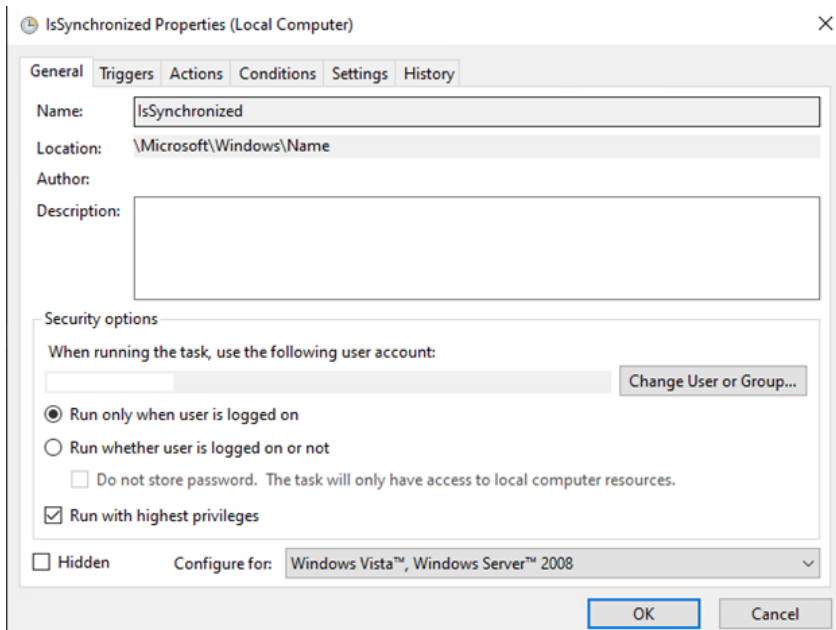 IsSynchronized Properties (Local Computer)
General Triggers Actions Conditions Settings History
Name: IsSynchronized
Location: \Microsoft\Windows\Name
Author:
Description:
Security options
When running the task, use the following user account:
Change User or Group...
Run only when user is logged on
Run whether user is logged on or not
Do not store password. The task will only have access to local computer resources.
Run with highest privileges
Hidden Configure for: Windows Vista™, Windows Server™ 2008
OK Cancel